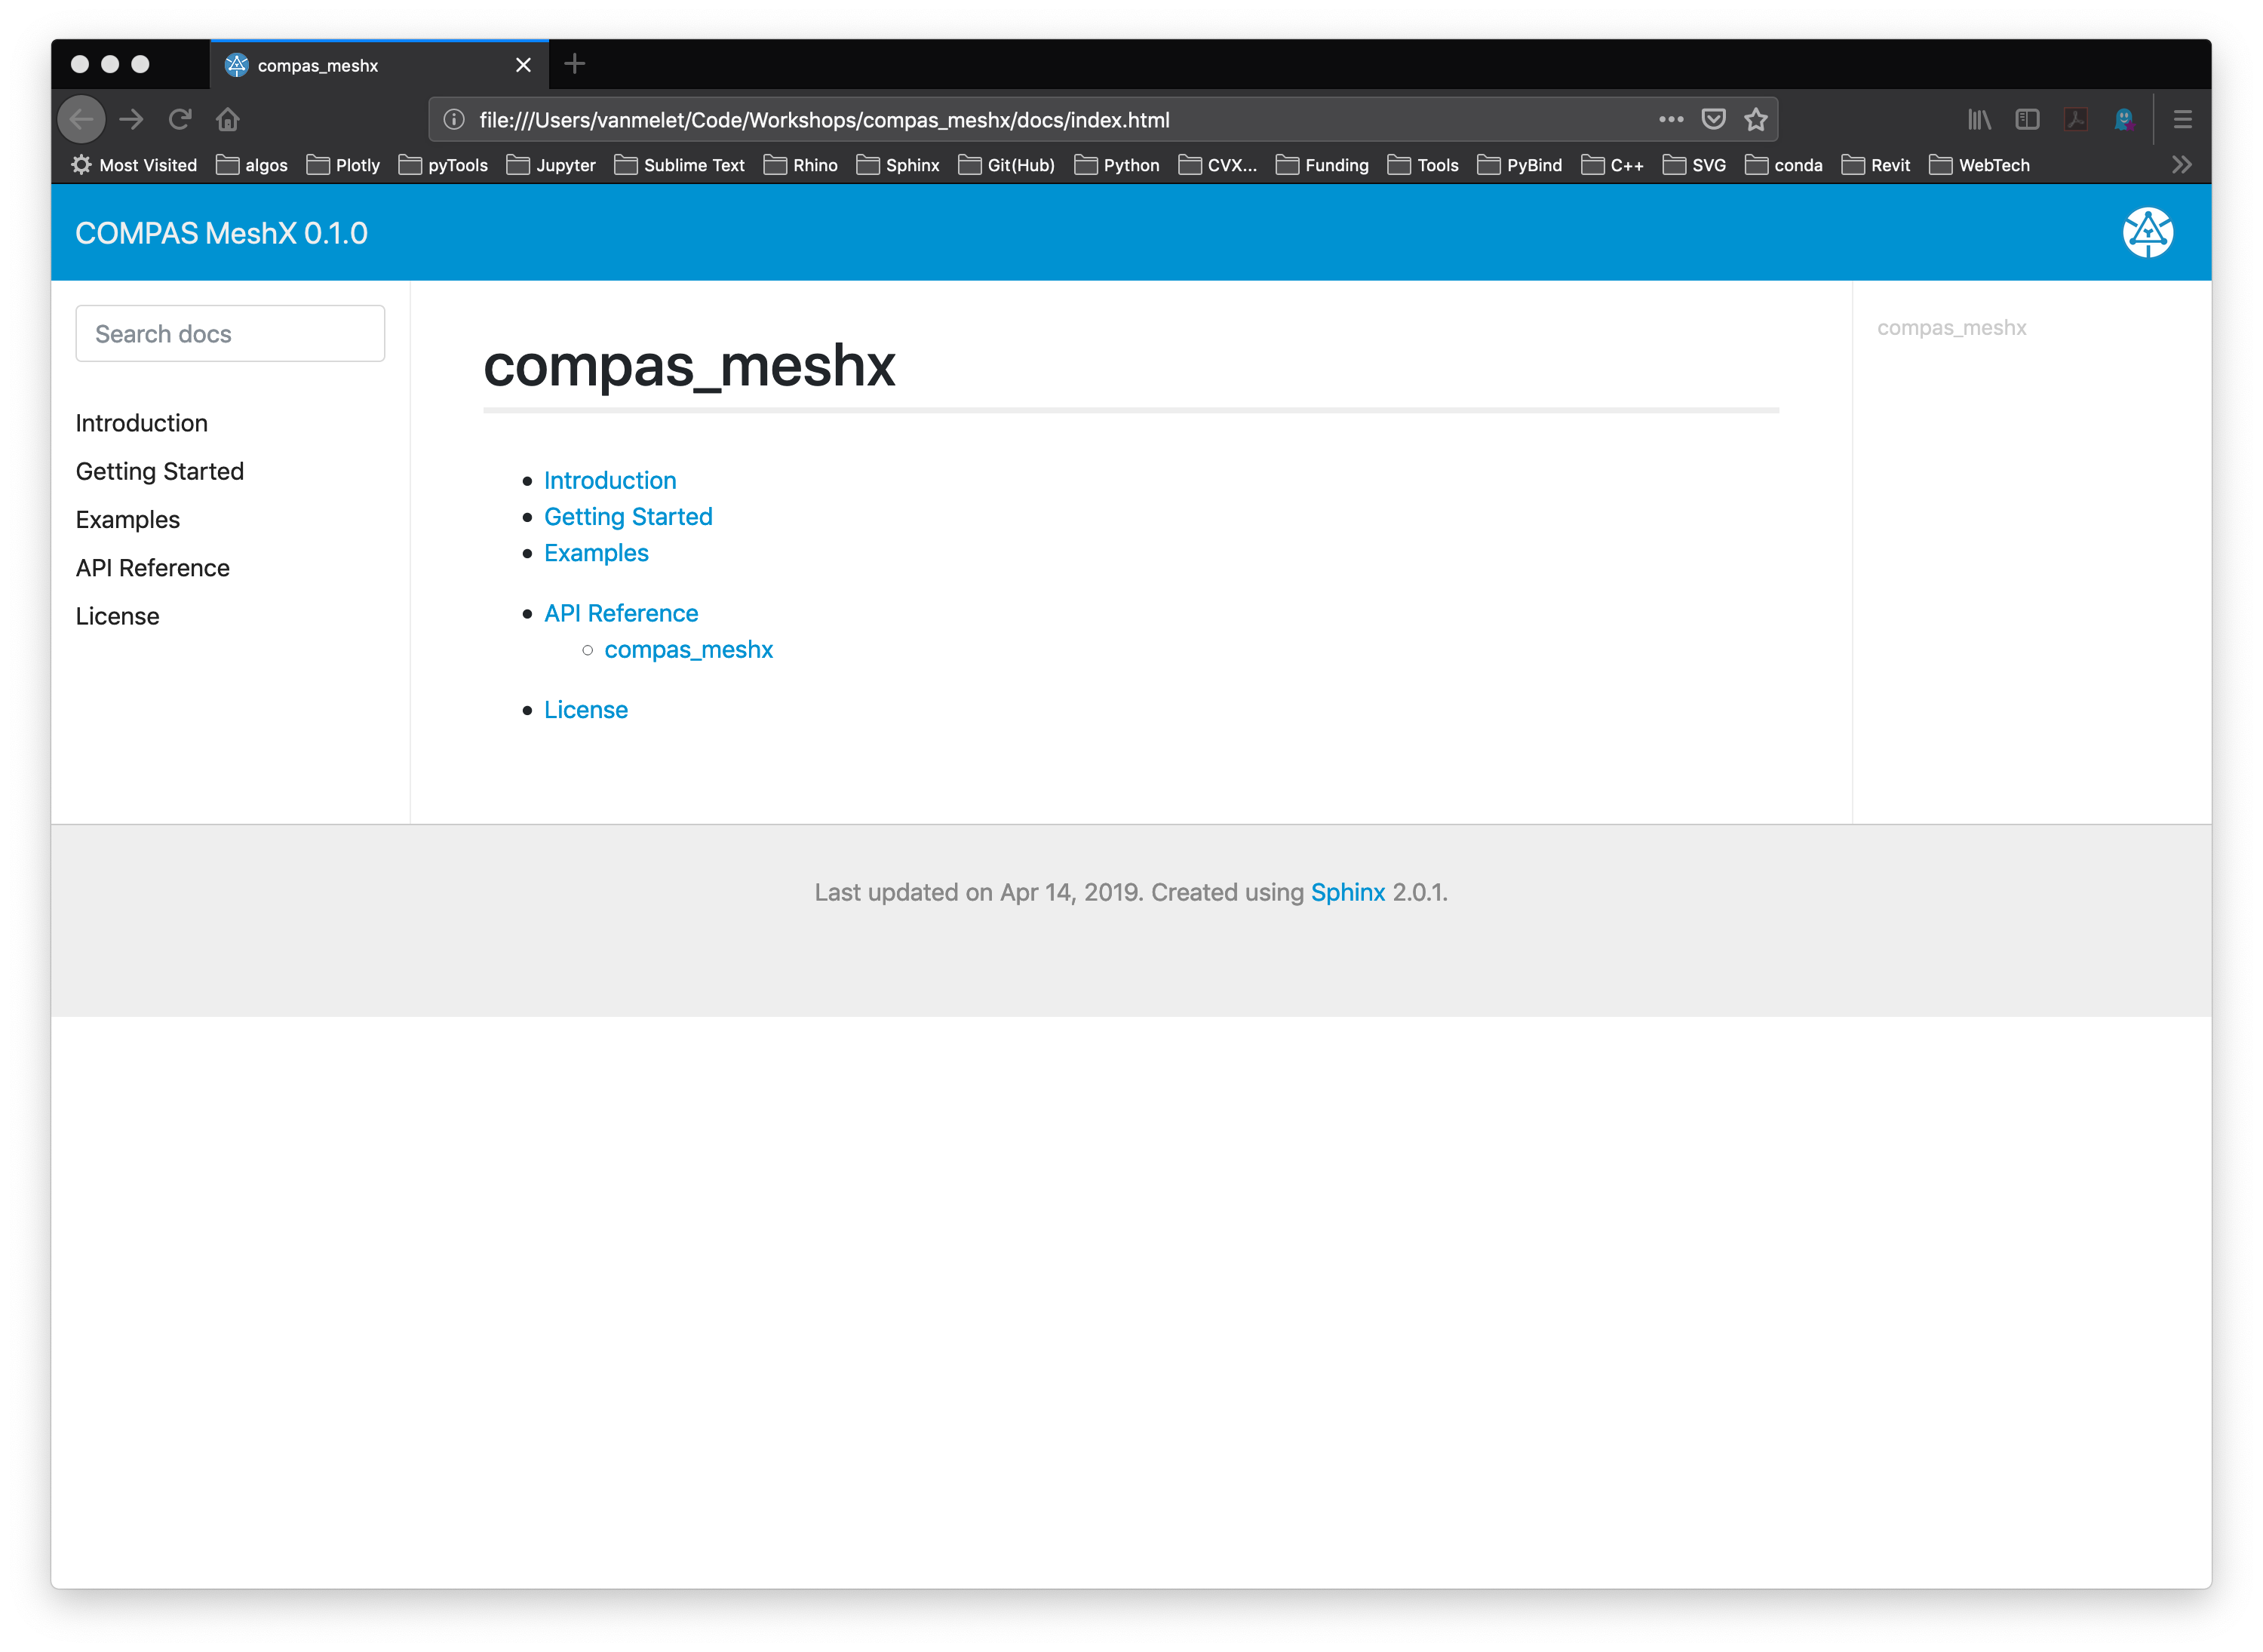 compas_meshx
file:///Users/vanmelet/Code/Workshops/compas_meshx/docs/index.html
Most Visited algos Plotly pyTools Jupyter Sublime Text Rhino Sphinx Git(Hub) Python CVX... Funding Tools PyBind C++ SVG conda Revit WebTech
COMPAS MeshX 0.1.0
Search docs
Introduction
Getting Started
Examples
API Reference
License
compas_meshx
Introduction
Getting Started
Examples
API Reference
compas_meshx
License
compas_meshx
Last updated on Apr 14, 2019. Created using Sphinx 2.0.1.